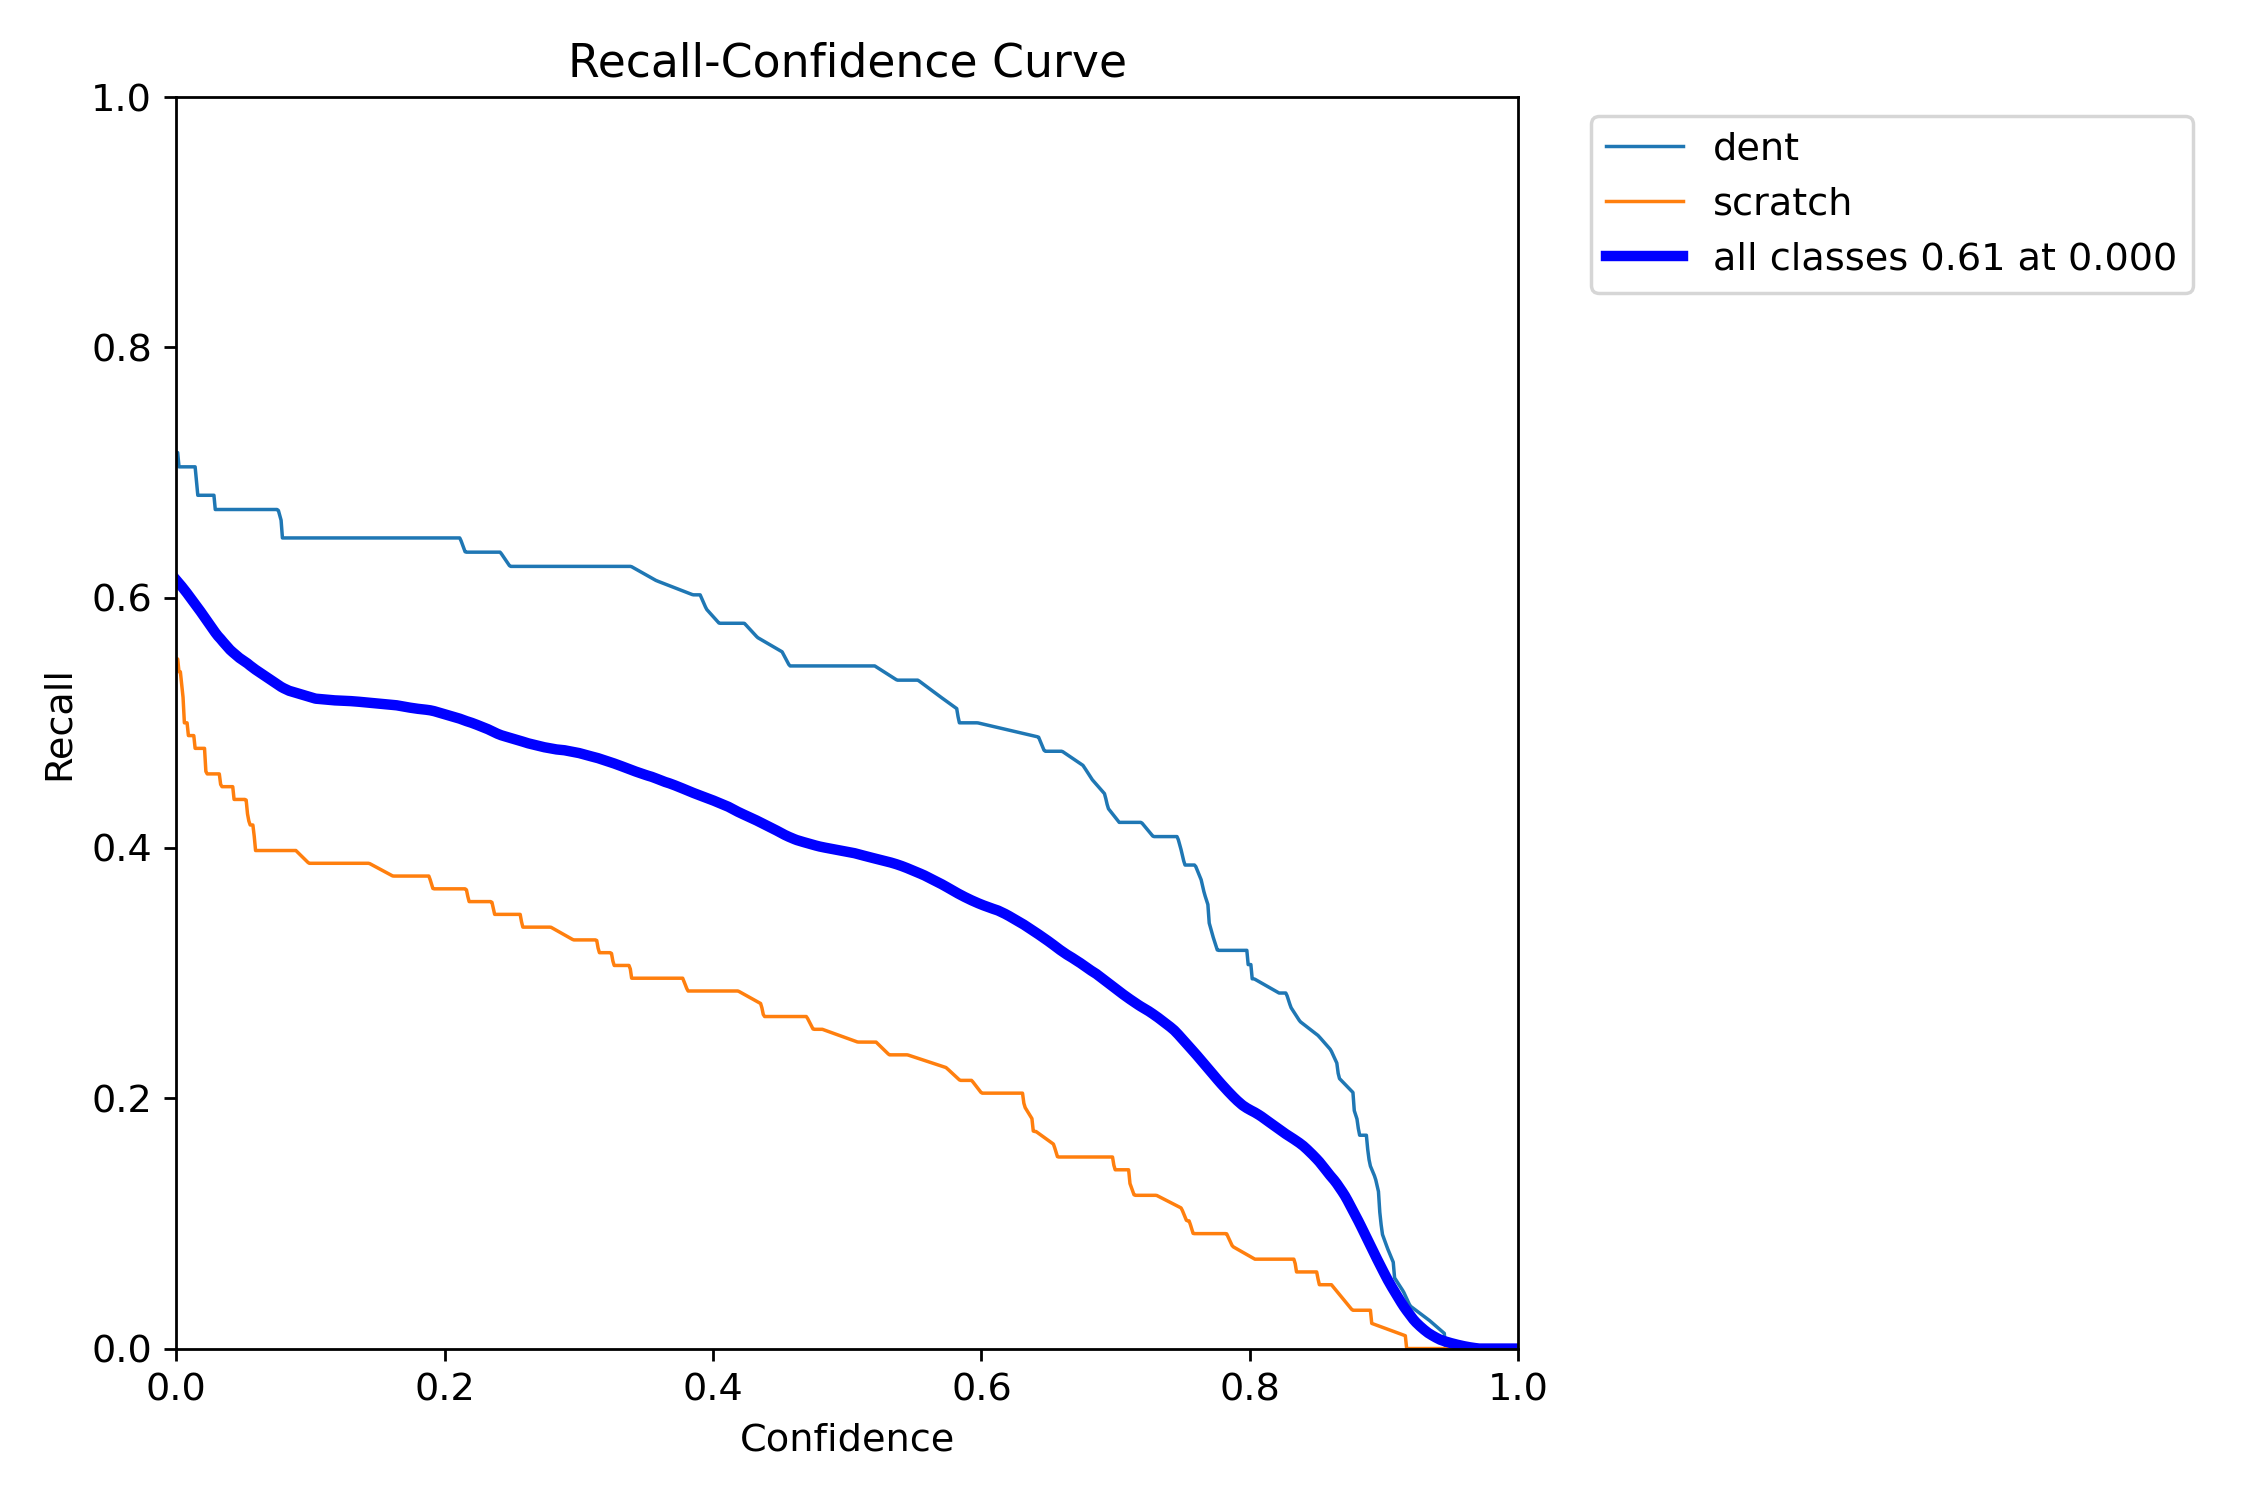 Recall-Confidence Curve
1.0
0.8
0.6
0.4
0.2
0.0
Recall
0.0 0.2 0.4 0.6 0.8 1.0
Confidence
dent
scratch
all classes 0.61 at 0.000